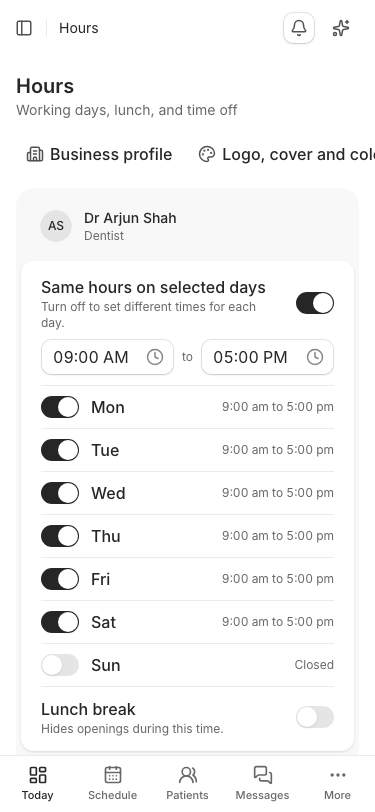 Hours
Hours
Working days, lunch, and time off
Business profile
Logo, cover and
AS
Dr Arjun Shah
Dentist
Same hours on selected days
Turn off to set different times for each
day.
09:00 AM to 05:00 PM
Mon 9:00 am to 5:00 pm
Tue 9:00 am to 5:00 pm
Wed 9:00 am to 5:00 pm
Thu 9:00 am to 5:00 pm
Fri 9:00 am to 5:00 pm
Sat 9:00 am to 5:00 pm
Sun Closed
Lunch break
Hides openings during this time.
Today Schedule Patients Messages More